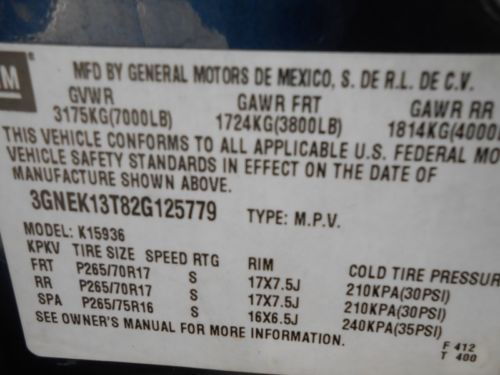 M
MFD BY GENERAL MOTORS DE MEXICO, S. DE R.L. DE C.V.
GVWR GAWR FRT GAWR RR
3175KG(7000LB) 1724KG(3800LB) 1814KG(4000
THIS VEHICLE CONFORMS TO ALL APPLICABLE U.S. FEDERAL MO
VEHICLE SAFETY STANDARDS IN EFFECT ON THE DATE OF
MANUFACTURE SHOWN ABOVE.
3GNEK13T82G125779 TYPE: M.P.V.
MODEL: K15936
KPKV TIRE SIZE SPEED RTG RIM COLD TIRE PRESSUR
FRT P265/70R17 S 17X7.5J 210KPA(30PSI)
RR P265/70R17 S 17X7.5J 210KPA(30PSI)
SPA P265/75R16 S 16X6.5J 240KPA(35PSI)
SEE OWNER'S MANUAL FOR MORE INFORMATION.
F 412
T 400